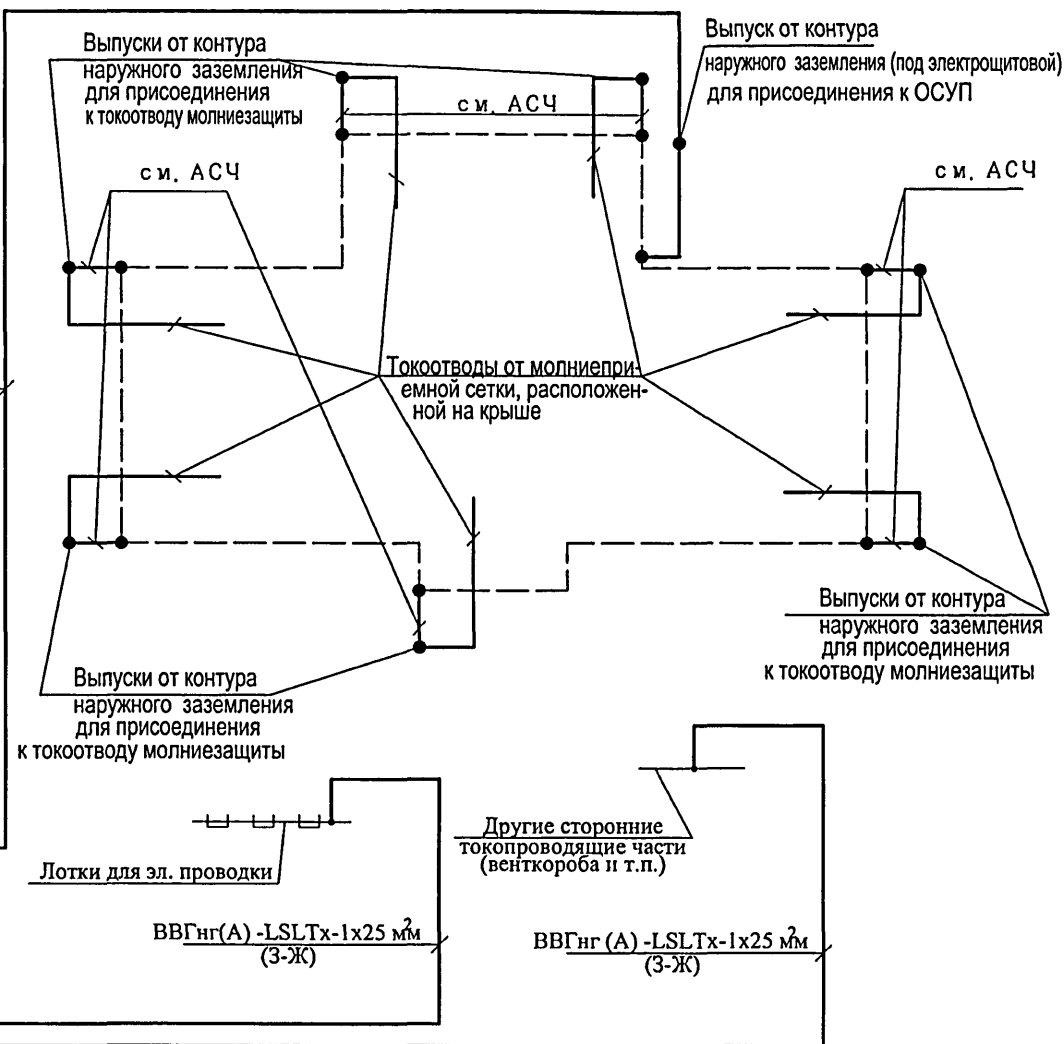 Выпуски от контура
наружного заземления
для присоединения
к токоотводу молниезащиты
Выпуск от контура
наружного заземления (под электрощитовой)
для присоединения к ОСУП
см. АСЧ
см. АСЧ
см. АСЧ
Токоотводы от молниепри-
емной сетки, расположен-
ной на крыше
Выпуски от контура
наружного заземления
для присоединения
к токоотводу молниезащиты
Выпуски от контура
наружного заземления
для присоединения
к токоотводу молниезащиты
Лотки для эл. проводки
Другие сторонние
токопроводящие части
(венткороба и т.п.)
ВВГнг(А) -LSLTx-1x25 мм²
(З-Ж)
ВВГнг (А) -LSLTx-1x25 мм²
(З-Ж)